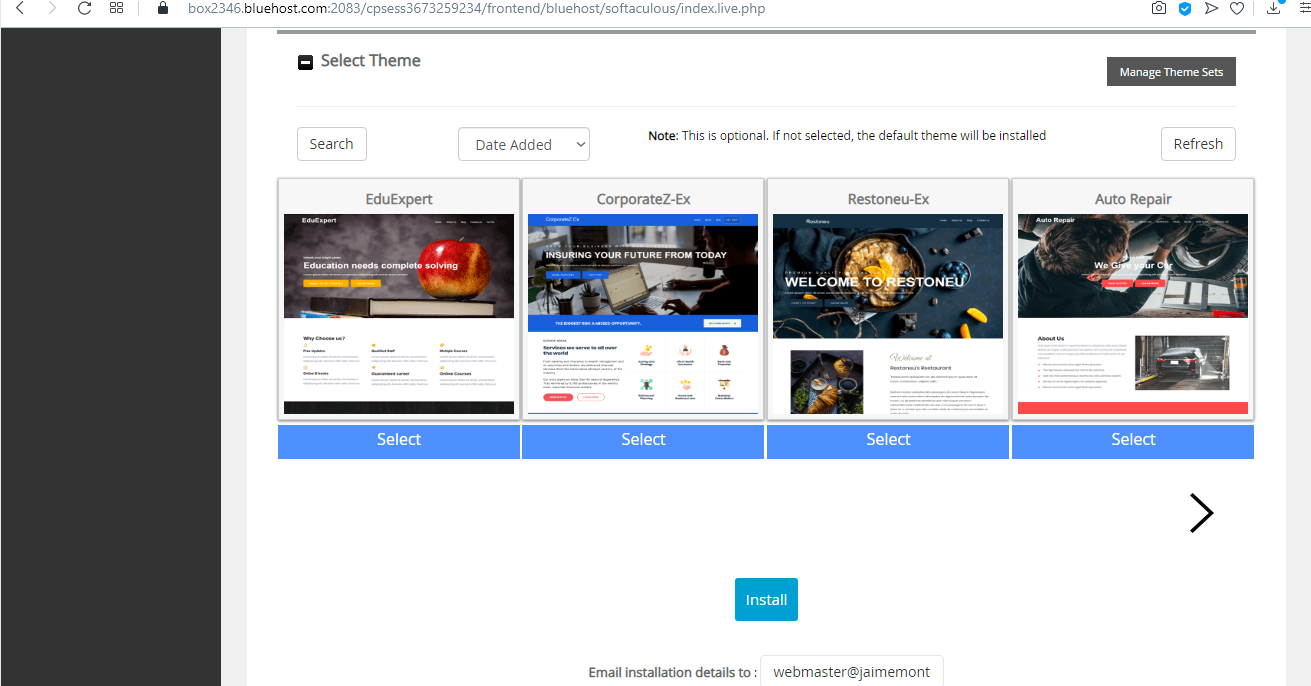 box2346.bluehost.com:2083/cpsess3673259234/frontend/bluehost/softaculous/index.live.php
Select Theme
Manage Theme Sets
Search
Date Added
Note: This is optional. If not selected, the default theme will be installed
Refresh
EduExpert
CorporateZ-Ex
Restoneu-Ex
Auto Repair
EduExpert
Education needs complete solving
Why Choose us?
Free Updates
Qualified Staff
Multiple Courses
Online E-books
Guaranteed career
Online Courses
CorporateZ Ex
INSURING YOUR FUTURE FROM TODAY
THE BIGGEST RISK A MISSED OPPORTUNITY.
Services we serve to all over
the world
Restoneu
WELCOME TO RESTONEU
Welcome at
Restoneu's Restaurant
Auto Repair
We Give your Car
About Us
Select
Select
Select
Select
Install
Email installation details to :
webmaster@jaimemont